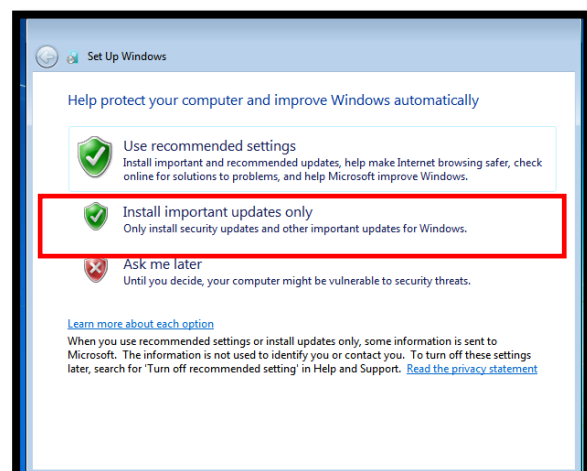 Set Up Windows
Help protect your computer and improve Windows automatically
Use recommended settings
Install important and recommended updates, help make Internet browsing safer, check
online for solutions to problems, and help Microsoft improve Windows.
Install important updates only
Only install security updates and other important updates for Windows.
Ask me later
Until you decide, your computer might be vulnerable to security threats.
Learn more about each option
When you use recommended settings or install updates only, some information is sent to
Microsoft. The information is not used to identify you or contact you. To turn off these settings
later, search for 'Turn off recommended setting' in Help and Support. Read the privacy statement